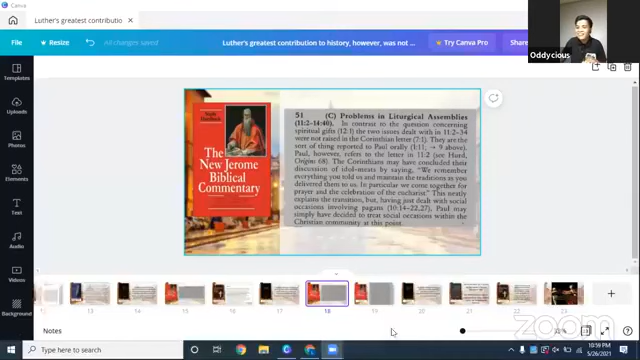 Canva
Luther's greatest contributio
Oddycious
File
Resize
All changes saved
Luther's greatest contribution to history, however, was not ...
Try Canva Pro
Share
Templates
Uploads
Photos
Elements
Text
Audio
Videos
The
New Jerome
Biblical
Commentary
51 (C) Problems in Liturgical Assemblies
(11:2–14:40). In contrast to the question concerning
spiritual gifts (12:1) the two issues dealt with in 11:2–34
were not raised in the Corinthian letter (7:1). They are the
sort of thing reported to Paul orally (1:11; → 9 above).
Paul, however, refers to the letter in 11:2 (see Hurd,
Origins 68). The Corinthians may have concluded their
discussion of idol-meats by saying, "We remember
everything you told us and maintain the traditions as you
delivered them to us. In particular we come together for
prayer and the celebration of the eucharist." This neatly
explains the transition, but, having just dealt with social
occasions involving pagans (10:14–22,27), Paul may
simply have decided to treat social occasions within the
Christian community at this point.
12
13
14
15
16
17
18
19
20
21
22
23
Notes
zoom
Type here to search
10:59 PM
5/26/2021